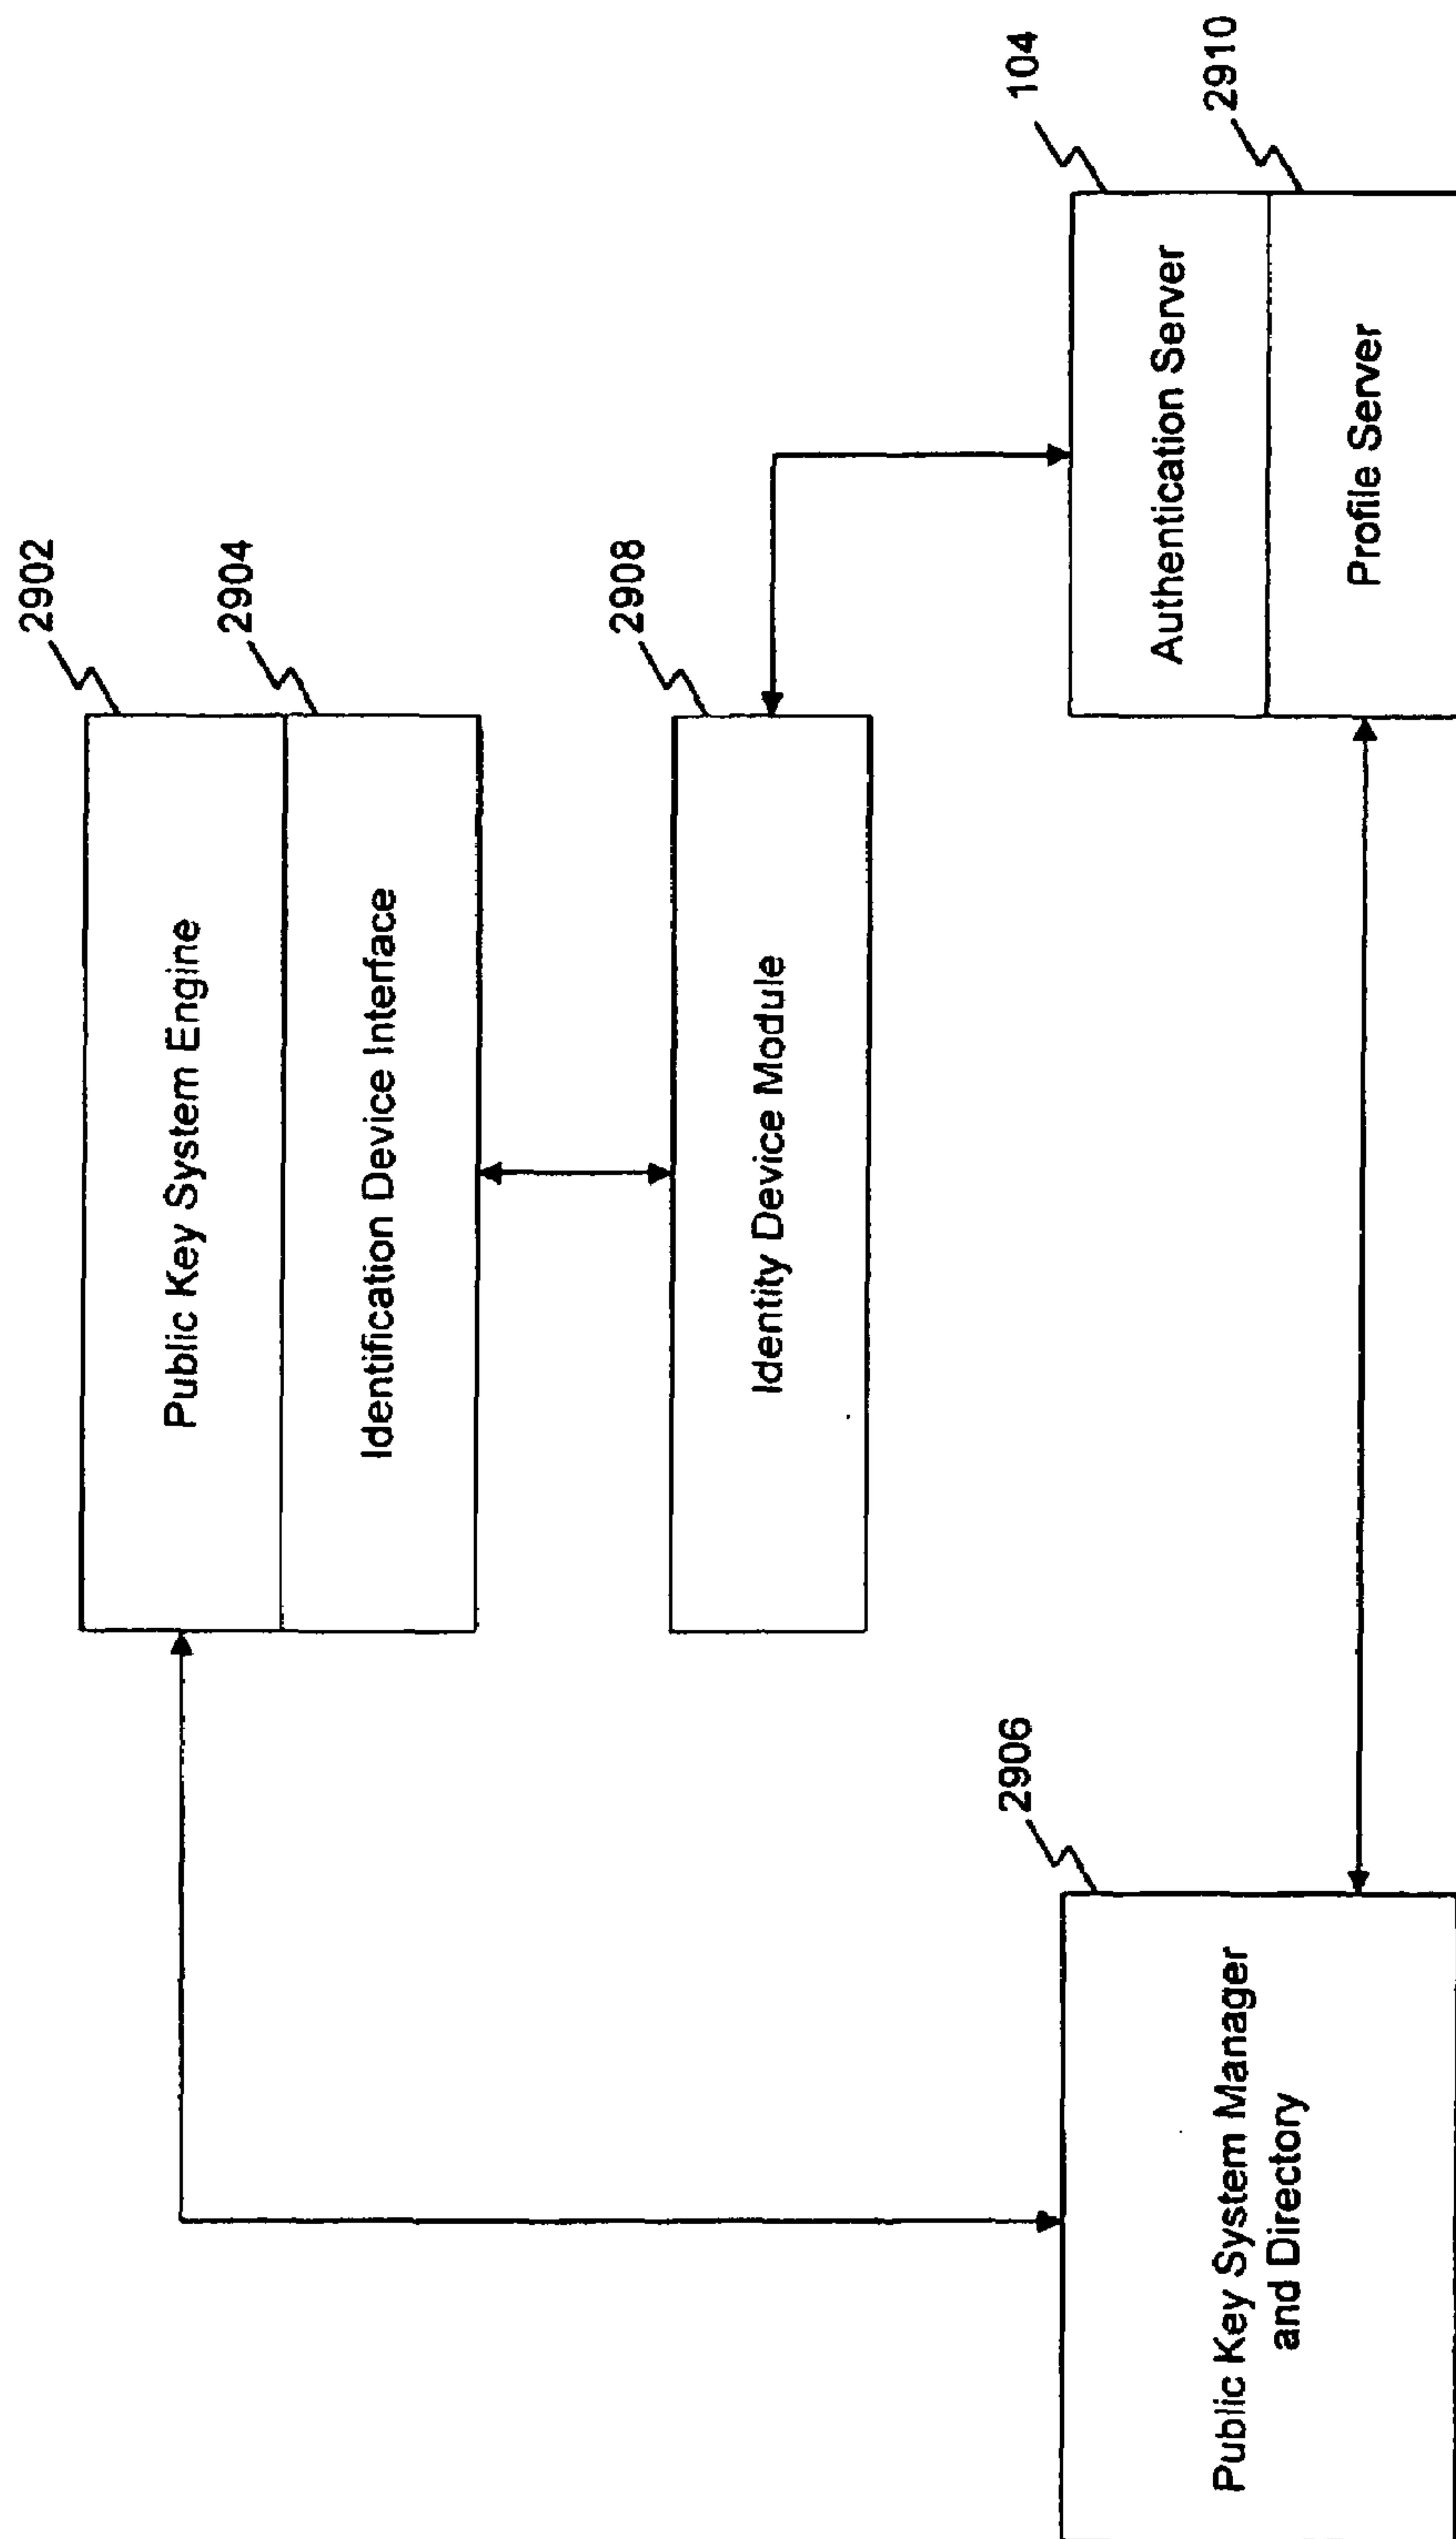 2902
Public Key System Engine
2904
Identification Device Interface
2908
Identity Device Module
104
Authentication Server
2910
Profile Server
2906
Public Key System Manager
and Directory